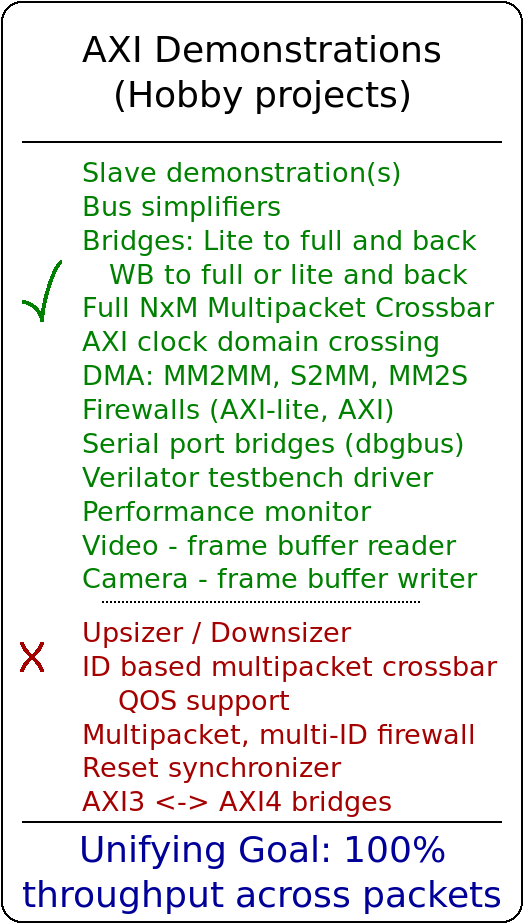 AXI Demonstrations
(Hobby projects)
Slave demonstration(s)
Bus simplifiers
Bridges: Lite to full and back
WB to full or lite and back
Full NxM Multipacket Crossbar
AXI clock domain crossing
DMA: MM2MM, S2MM, MM2S
Firewalls (AXI-lite, AXI)
Serial port bridges (dbgbus)
Verilator testbench driver
Performance monitor
Video - frame buffer reader
Camera - frame buffer writer
Upsizer / Downsizer
ID based multipacket crossbar
QOS support
Multipacket, multi-ID firewall
Reset synchronizer
AXI3 <-> AXI4 bridges
Unifying Goal: 100%
throughput across packets